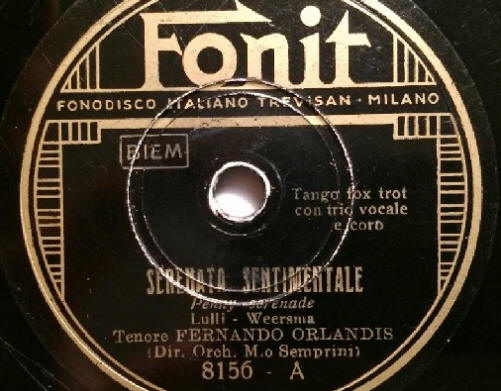 Fonit
FONODISCO ITALIANO TREVISAN · MILANO
BIEM
Tango fox trot
con trio vocale
e coro
SERENATA SENTIMENTALE
Penny serenade
Lulli - Weersma
Tenore FERNANDO ORLANDIS
(Dir. Orch. M.o Semprini)
8156 - A